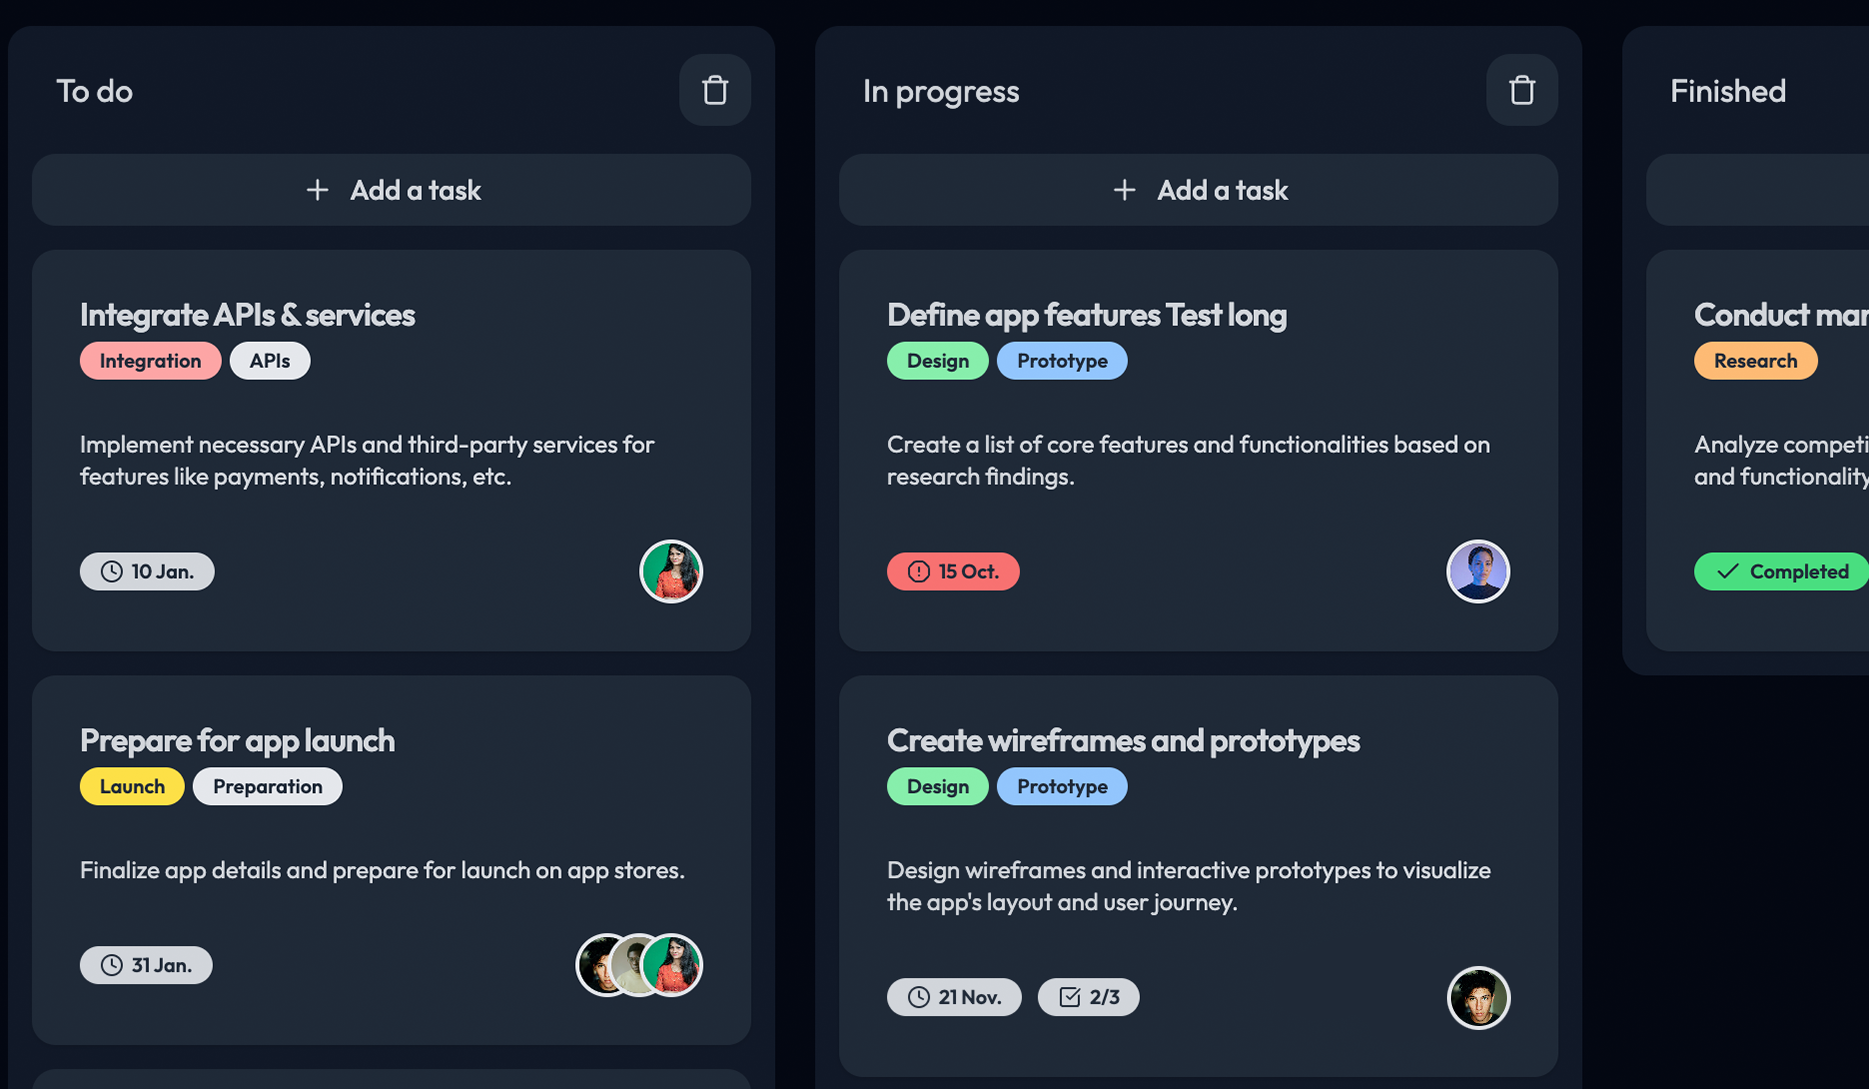 To do
Add a task
Integrate APIs & services
Integration
APIs
Implement necessary APIs and third-party services for
features like payments, notifications, etc.
10 Jan.
Prepare for app launch
Launch
Preparation
Finalize app details and prepare for launch on app stores.
31 Jan.
In progress
Add a task
Define app features Test long
Design
Prototype
Create a list of core features and functionalities based on
research findings.
15 Oct.
Create wireframes and prototypes
Design
Prototype
Design wireframes and interactive prototypes to visualize
the app's layout and user journey.
21 Nov.
2/3
Finished
Conduct
Research
Analyze
and functionality
Completed